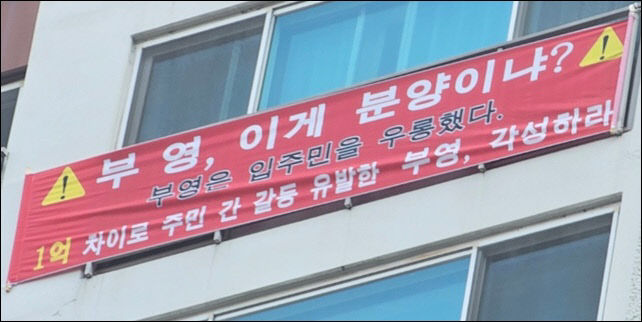 부영, 이게 분양이냐?
부영은 입주민을 우롱했다.
1억 차이로 주민 간 갈등 유발한 부영, 각성하라